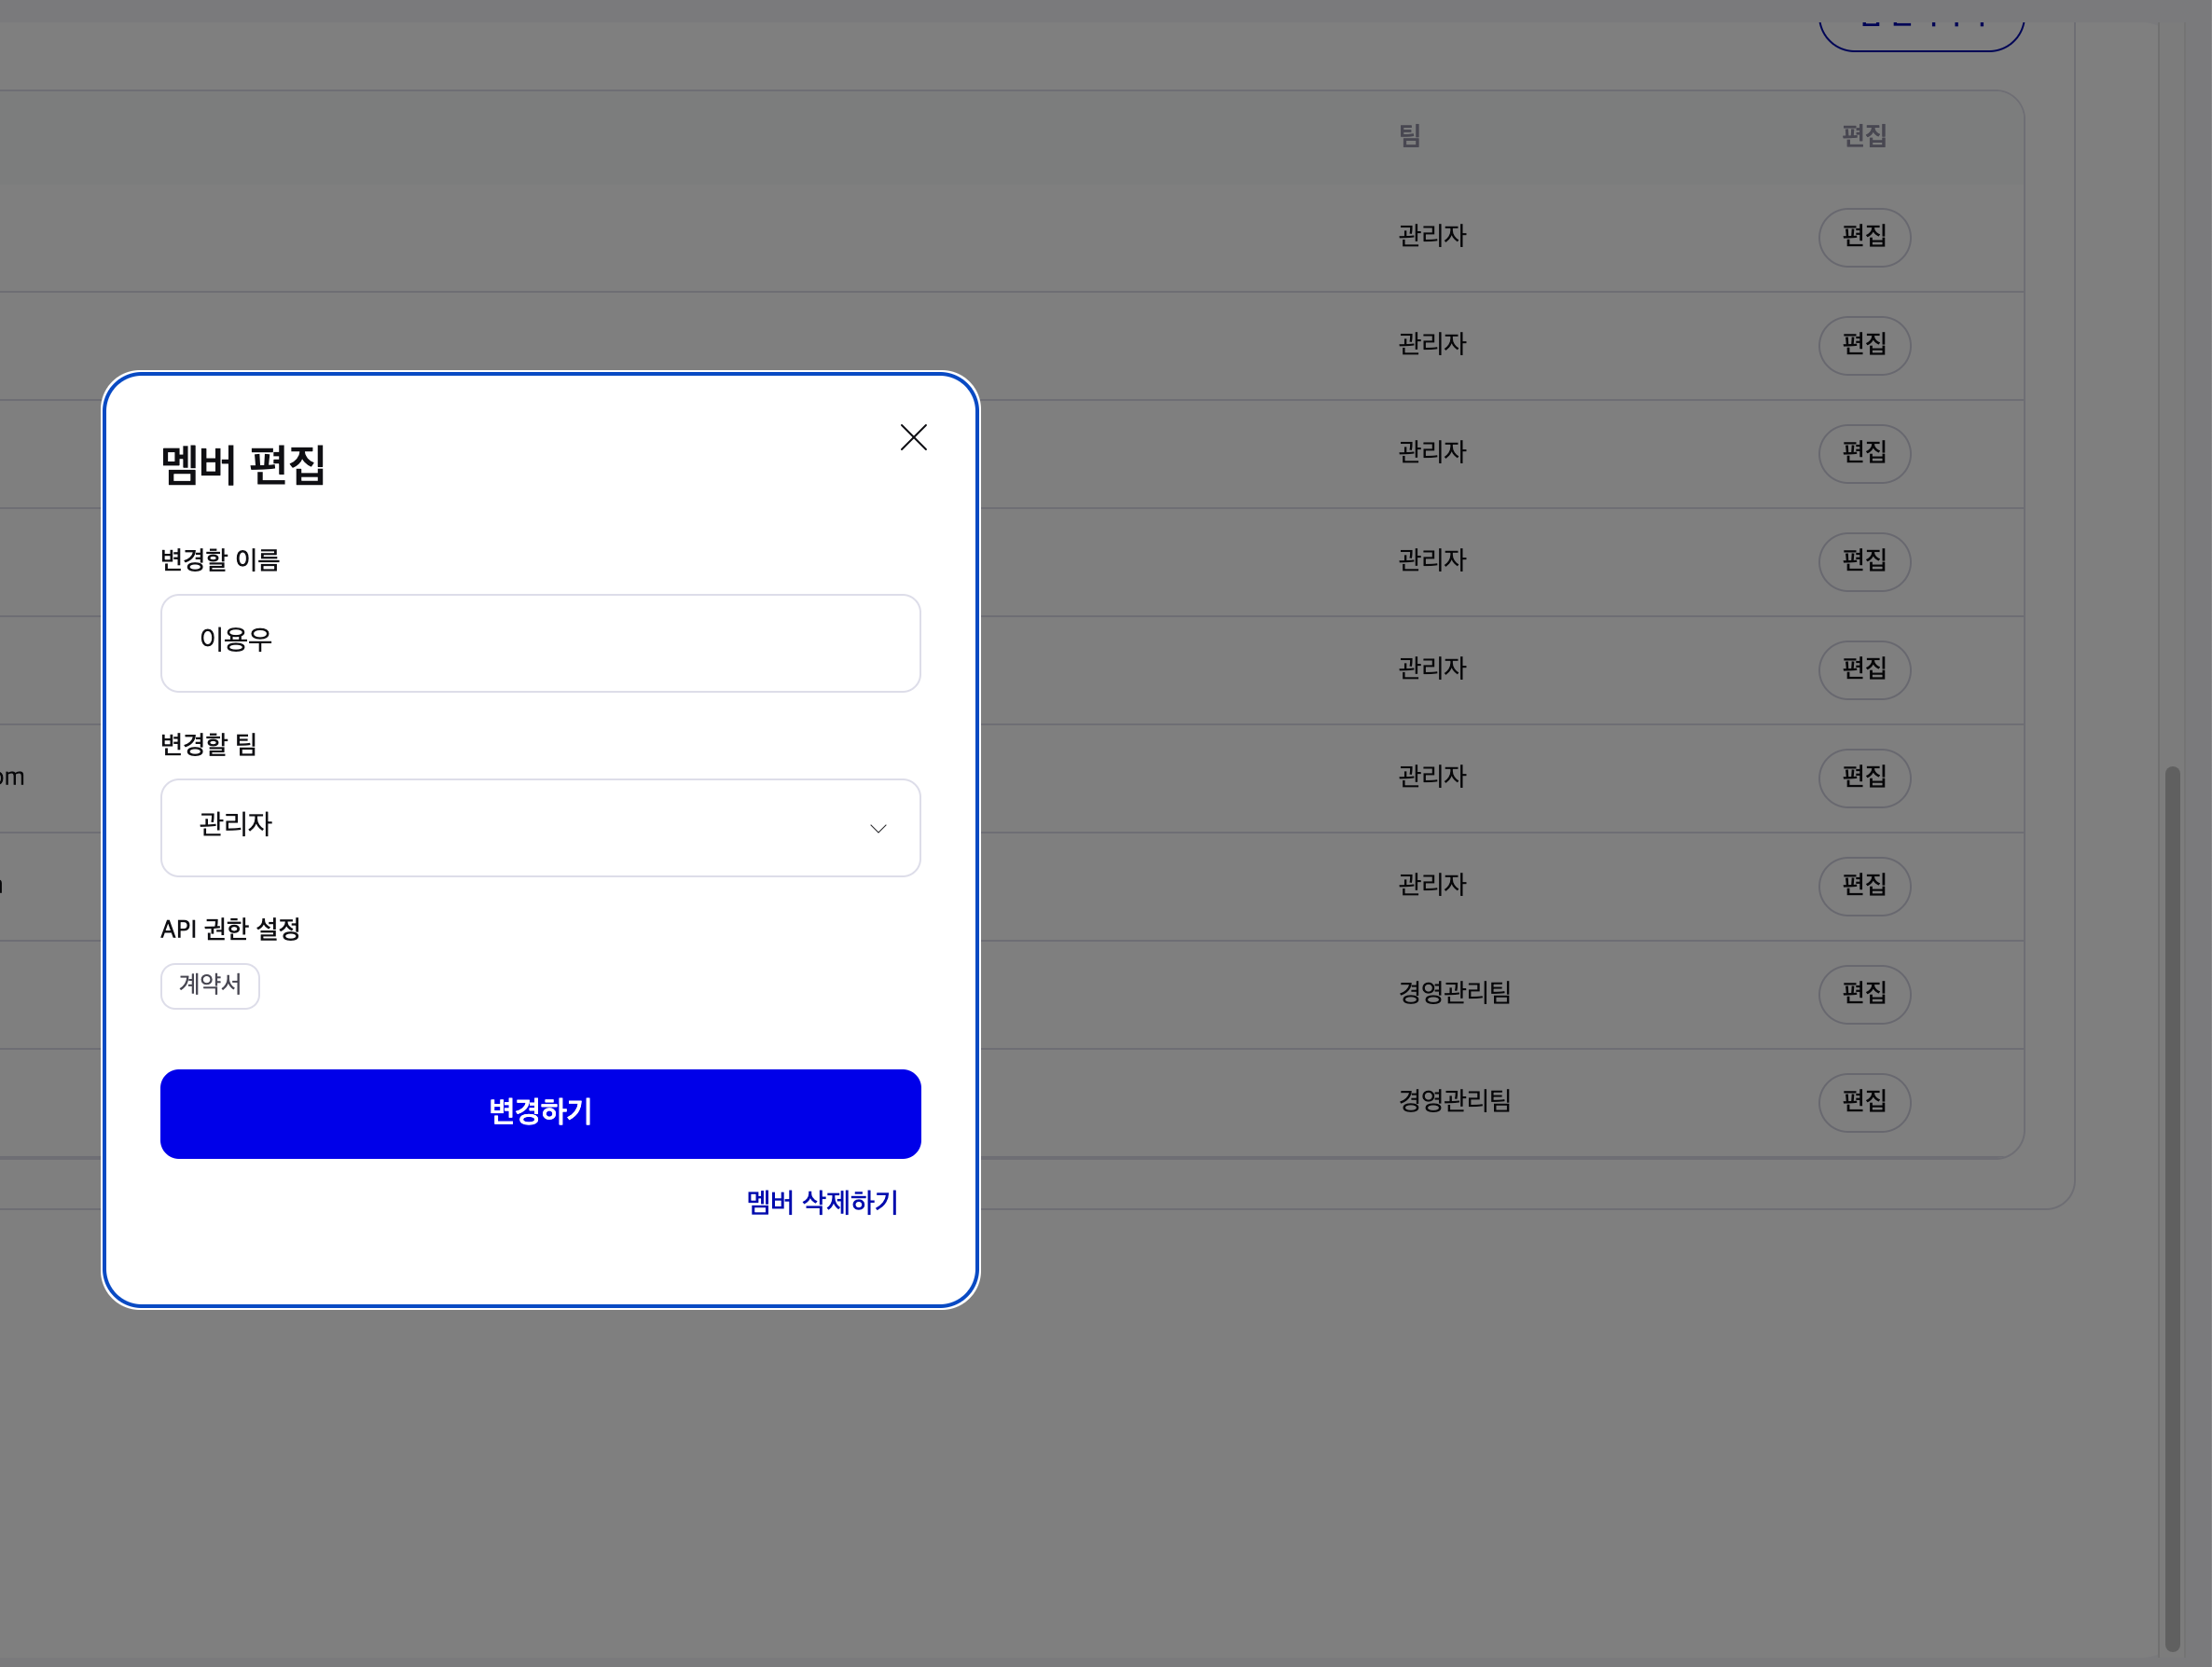 팀 편집
관리자 편집
관리자 편집
관리자 편집
관리자 편집
관리자 편집
om 관리자 편집
관리자 편집
경영관리팀 편집
경영관리팀 편집
멤버 편집
변경할 이름
이용우
변경할 팀
관리자
API 권한 설정
계약서
변경하기
멤버 삭제하기